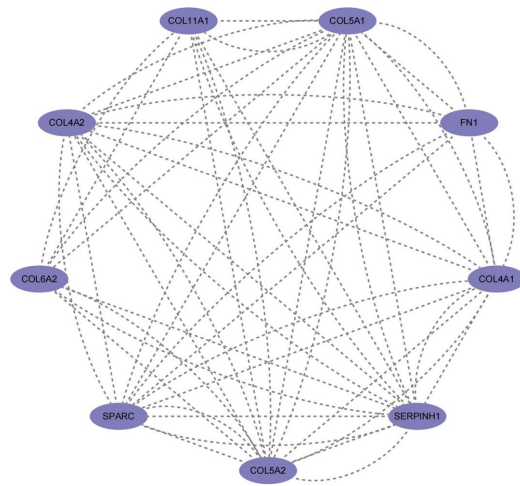 COL11A1
COL5A1
COL4A2
FN1
COL6A2
COL4A1
SPARC
SERPINH1
COL5A2